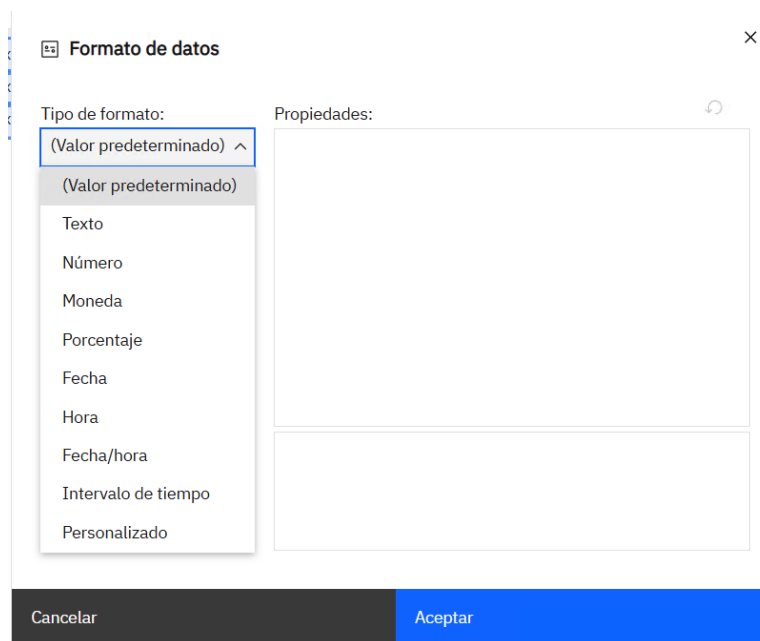 Formato de datos
Tipo de formato:
Propiedades:
(Valor predeterminado)
(Valor predeterminado)
Texto
Número
Moneda
Porcentaje
Fecha
Hora
Fecha/hora
Intervalo de tiempo
Personalizado
Cancelar
Aceptar